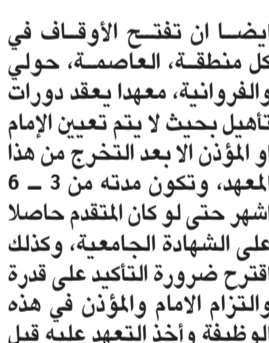 ايضا ان تفتح الأوقاف في
كل منطقة، العاصمة، حولي
والفروانية، معهدا يعقد دورات
تأهيل بحيث لا يتم تعيين الإمام
او المؤذن الا بعد التخرج من هذا
المعهد، وتكون مدته من 3 ــ 6
اشهر حتى لو كان المتقدم حاصلا
على الشهادة الجامعية، وكذلك
اقترح ضرورة التأكيد على قدرة
والتزام الامام والمؤذن في هذه
الوظيفة وأخذ التعهد عليه قبل